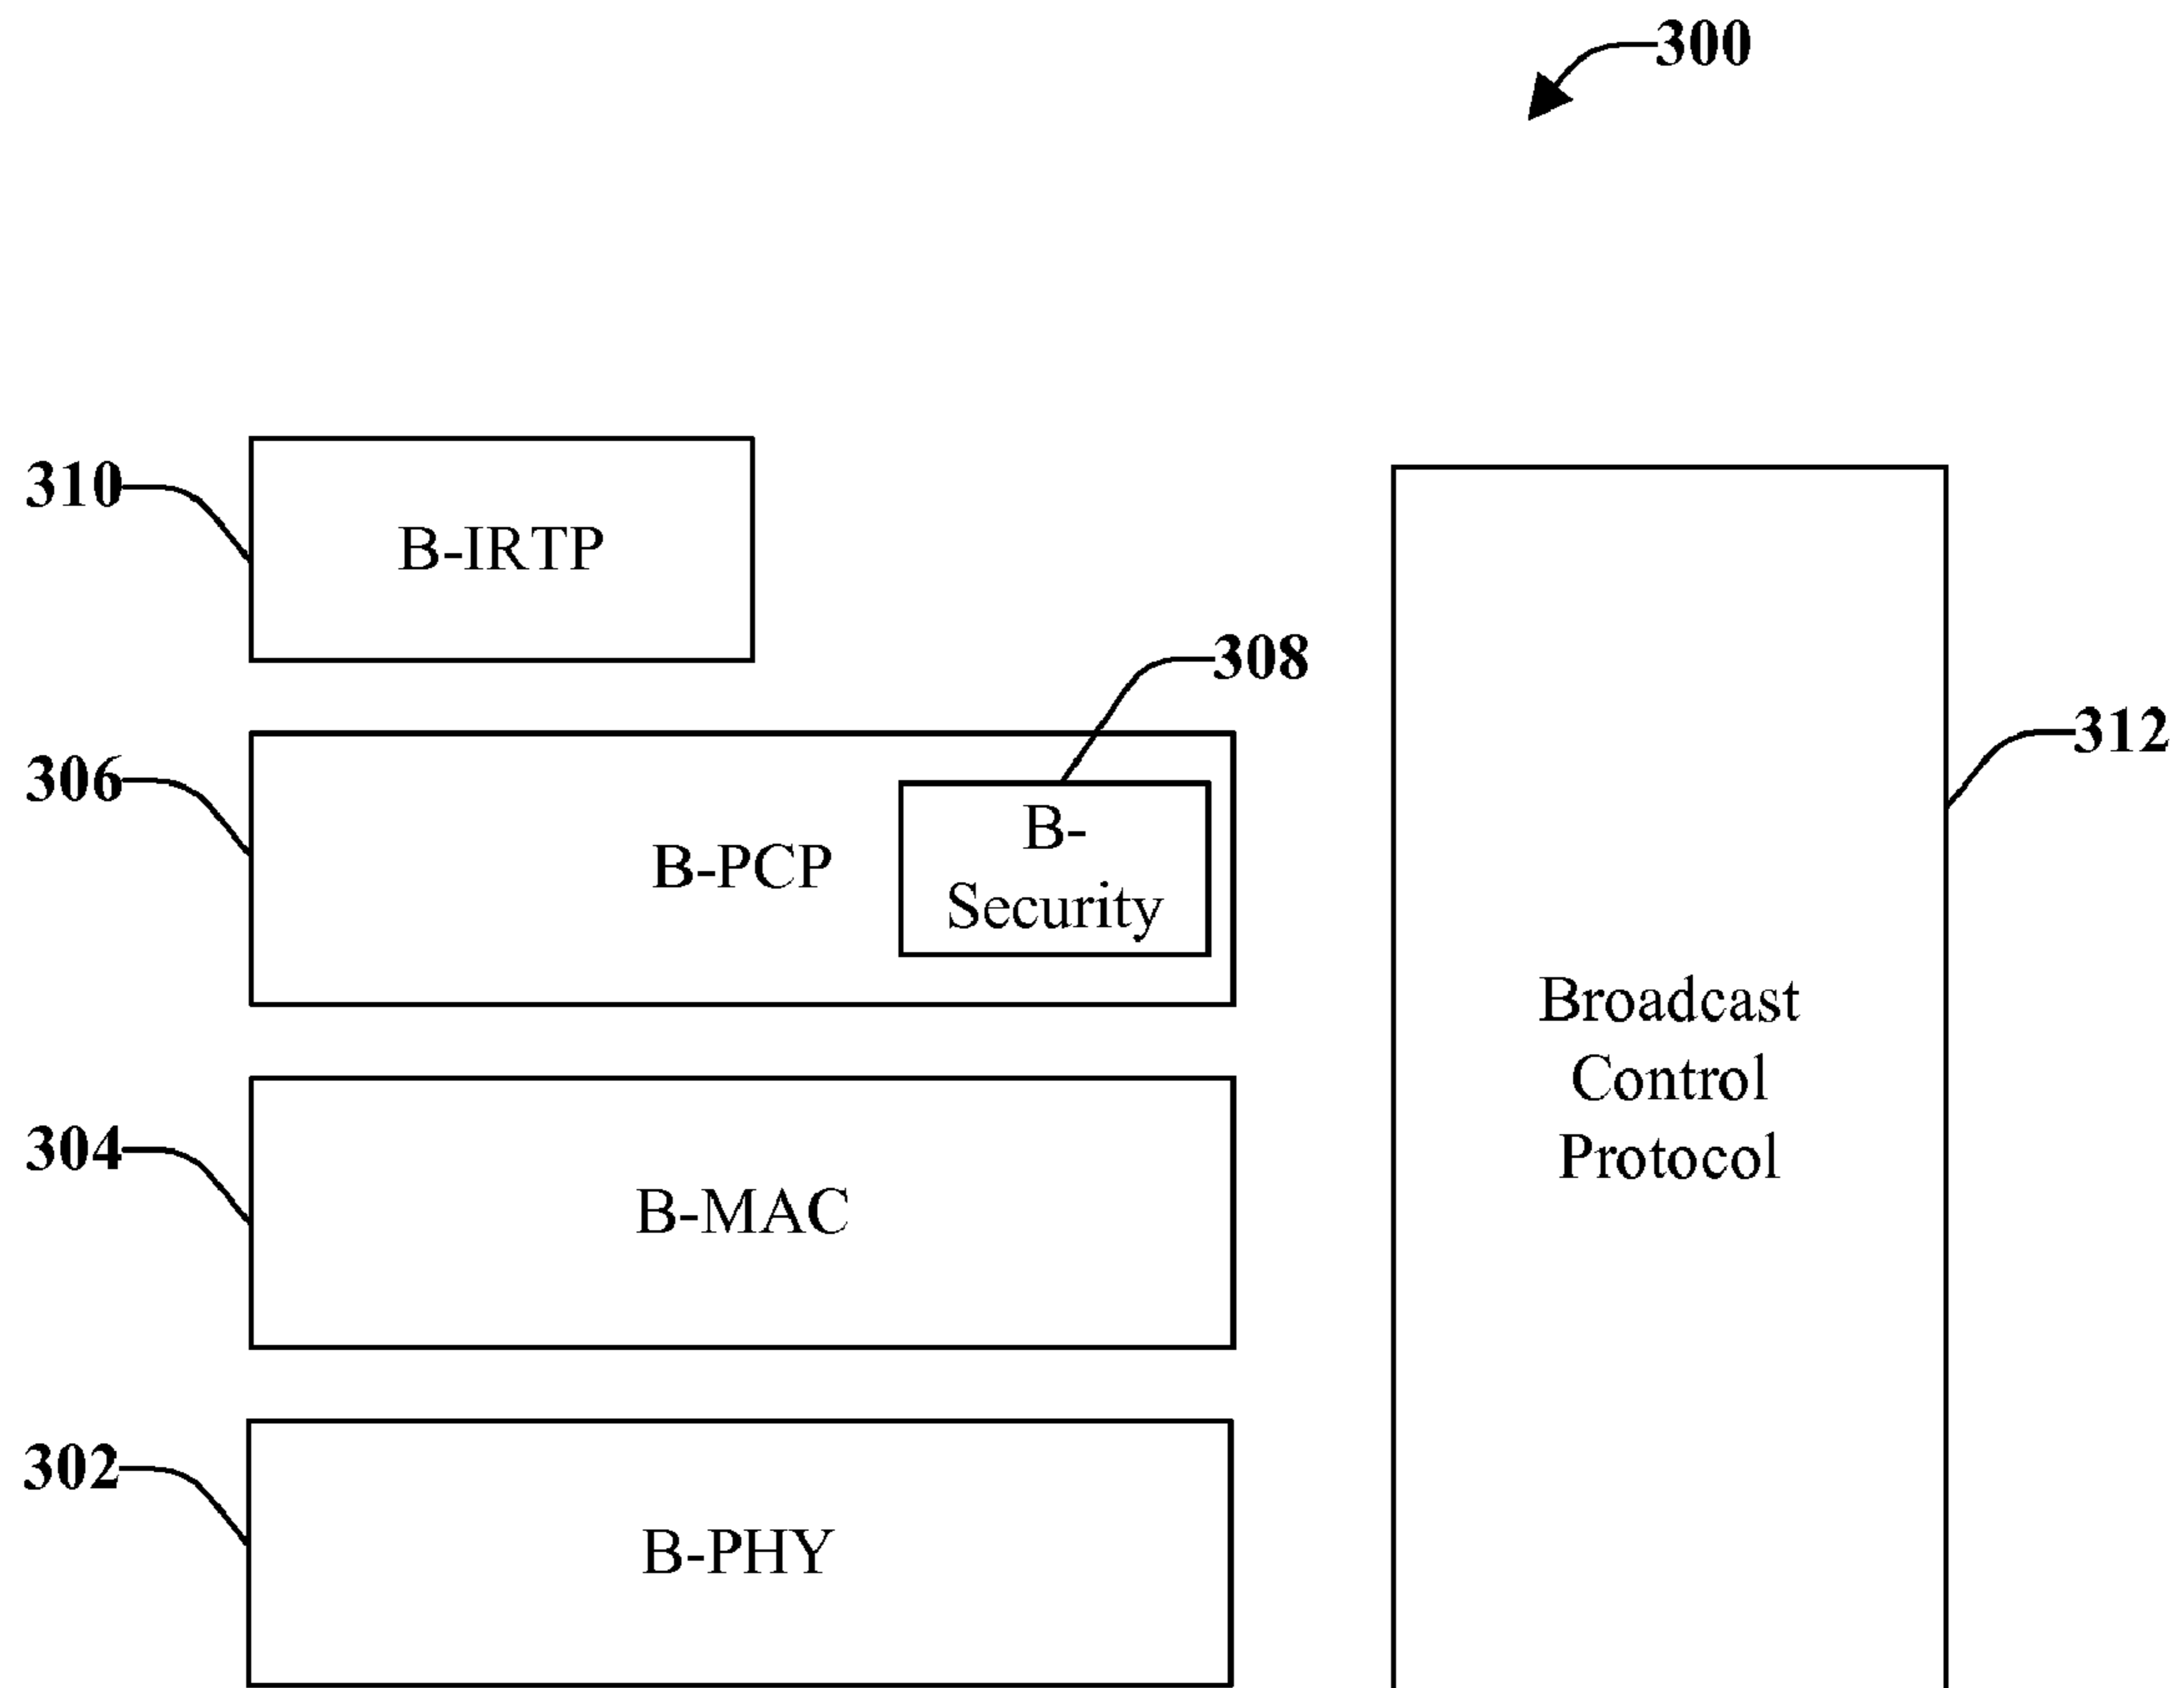 300
310
B-IRTP
308
306
B-PCP
B-
Security
312
Broadcast
Control
Protocol
304
B-MAC
302
B-PHY